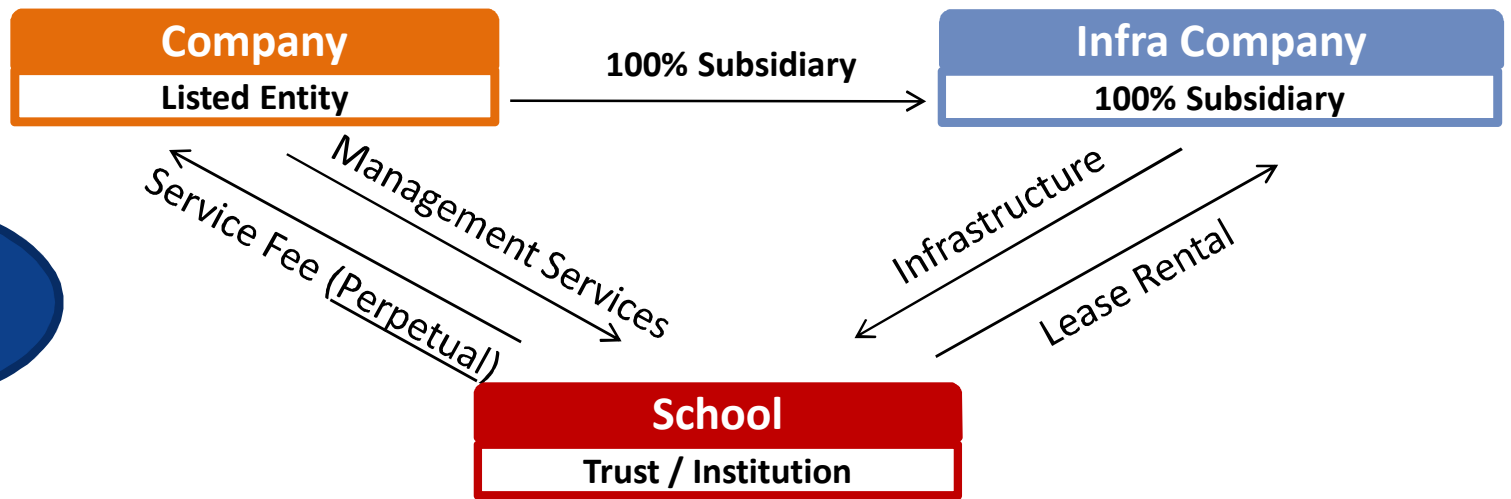 Company
Listed Entity
100% Subsidiary
Infra Company
100% Subsidiary
Management Services
Service Fee (Perpetual)
Infrastructure
Lease Rental
School
Trust / Institution